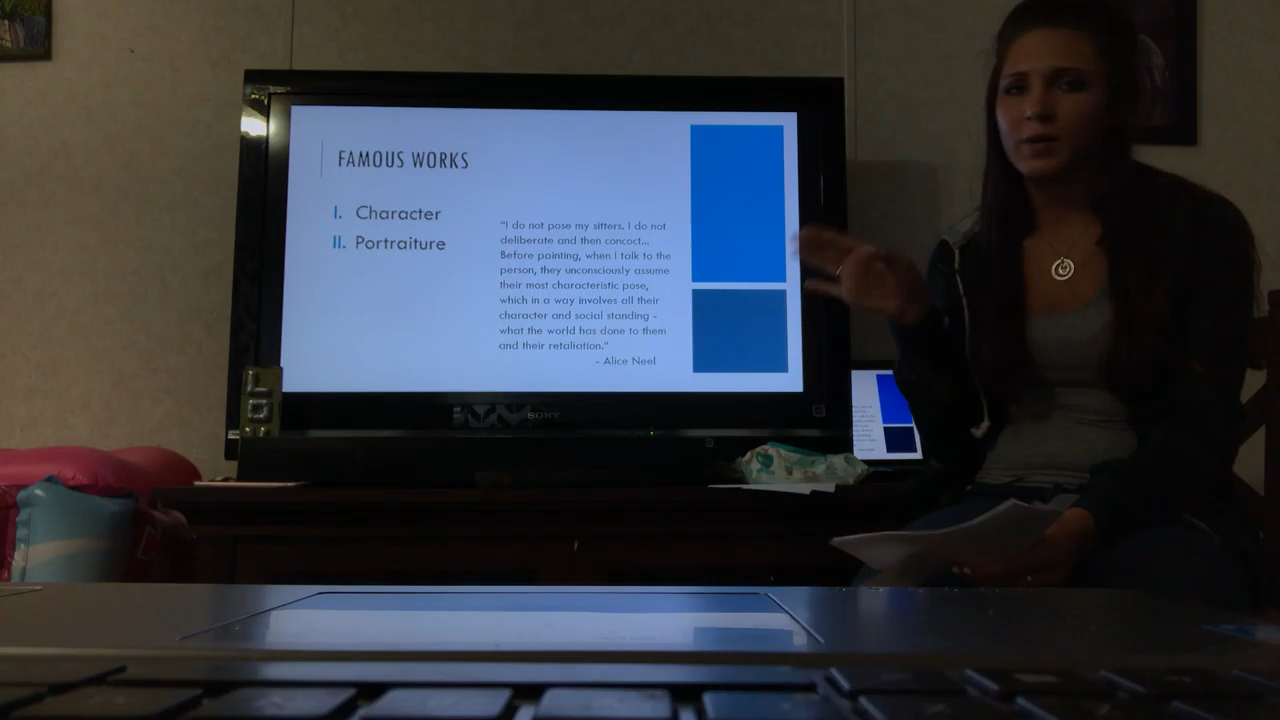 FAMOUS WORKS
I. Character
II. Portraiture
"I do not pose my sitters. I do not
deliberate and then concoct...
Before painting, when I talk to the
person, they unconsciously assume
their most characteristic pose,
which in a way involves all their
character and social standing -
what the world has done to them
and their retaliation."
- Alice Neel
SONY